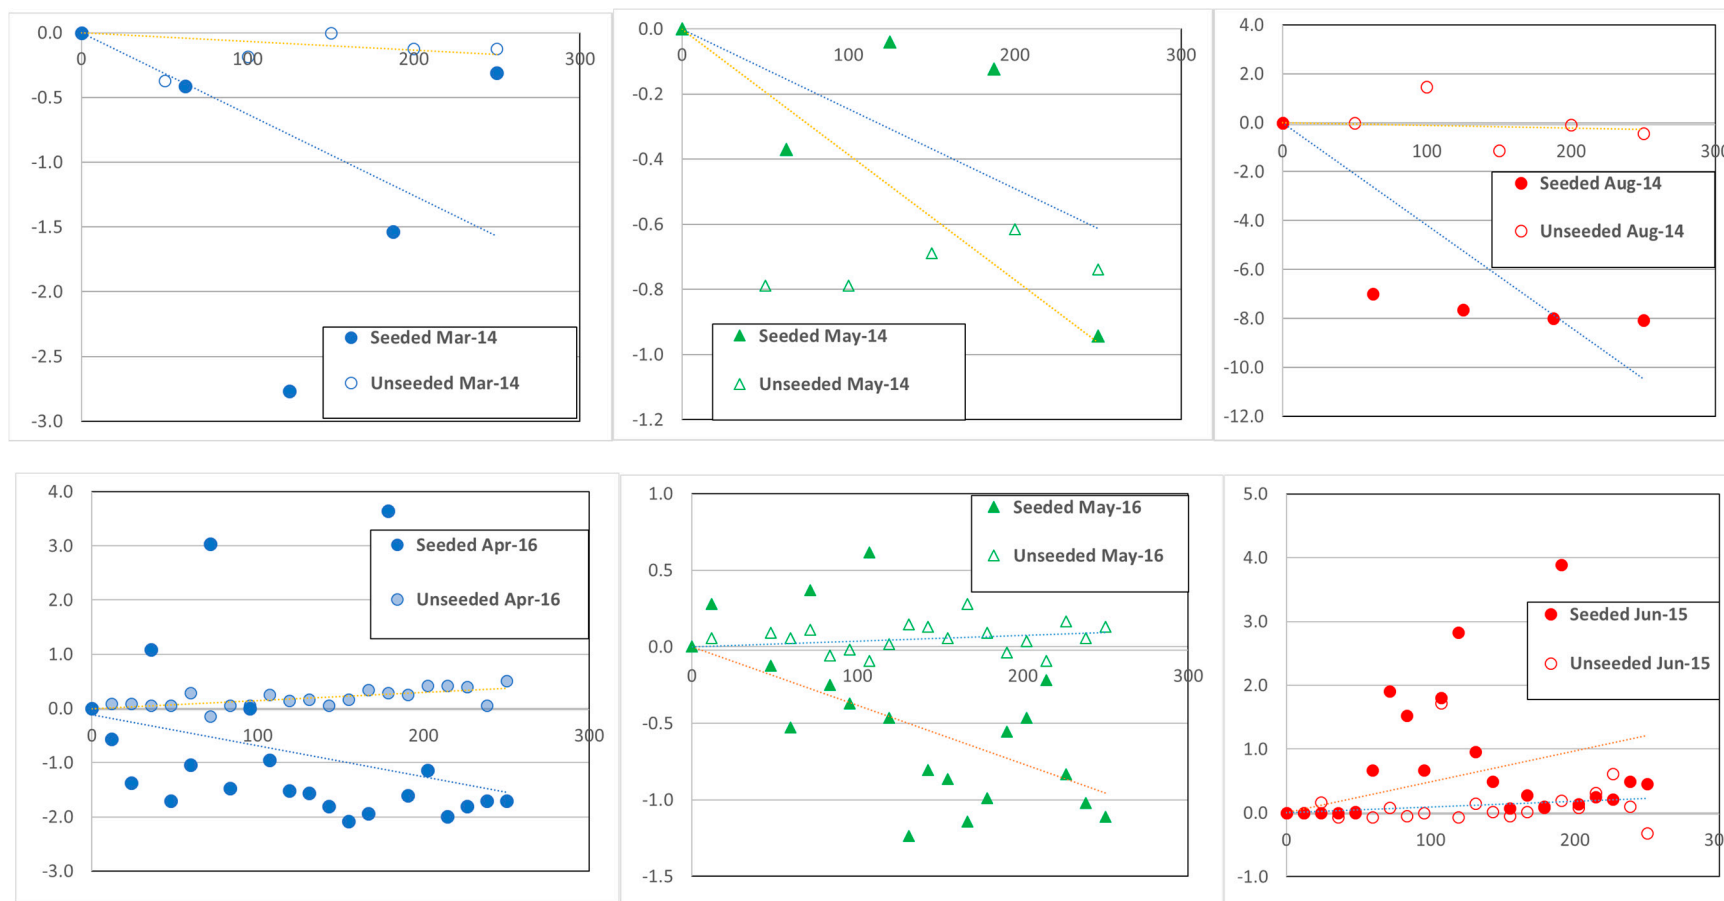 0.0
0 100 200 300
-0.5
-1.0
-1.5
-2.0
-2.5
-3.0
Seeded Mar-14
Unseeded Mar-14
0.0
0 100 200 300
-0.2
-0.4
-0.6
-0.8
-1.0
-1.2
Seeded May-14
Unseeded May-14
4.0
2.0
0.0
0 100 200 300
-2.0
-4.0
-6.0
-8.0
-10.0
-12.0
Seeded Aug-14
Unseeded Aug-14
4.0
3.0
2.0
1.0
0.0
0 100 200 300
-1.0
-2.0
-3.0
Seeded Apr-16
Unseeded Apr-16
1.0
0.5
0.0
0 100 200 300
-0.5
-1.0
-1.5
Seeded May-16
Unseeded May-16
5.0
4.0
3.0
2.0
1.0
0.0
0 100 200 300
-1.0
Seeded Jun-15
Unseeded Jun-15